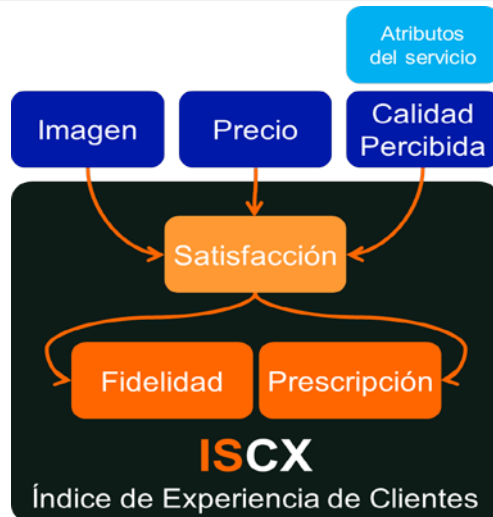 Atributos
del servicio
Imagen
Precio
Calidad
Percibida
Satisfacción
Fidelidad
Prescripción
ISCX
Índice de Experiencia de Clientes